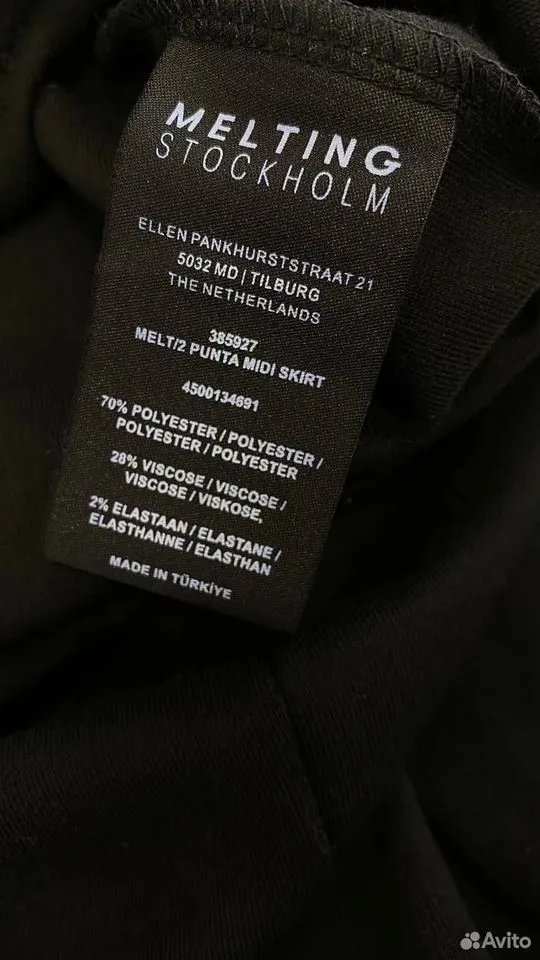 MELTING
STOCKHOLM
ELLEN PANKHURSTSTRAAT 21
5032 MD | TILBURG
THE NETHERLANDS
385927
MELT/2 PUNTA MIDI SKIRT
4500134691
70% POLYESTER / POLYESTER /
POLYESTER / POLYESTER
28% VISCOSE / VISCOSE /
VISCOSE / VISKOSE,
2% ELASTAAN / ELASTANE /
ELASTHANNE / ELASTHAN
MADE IN TÜRKİYE
Avito